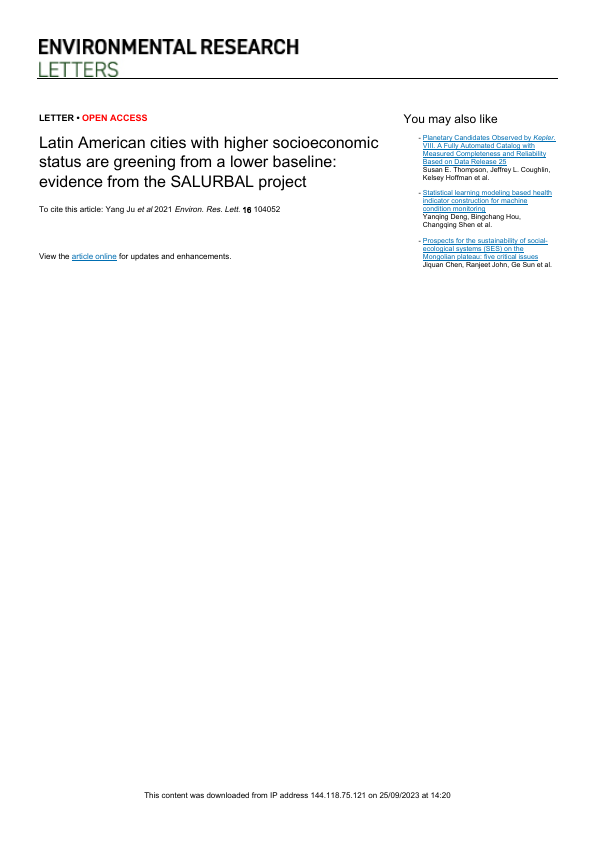 ENVIRONMENTAL RESEARCH
LETTERS
LETTER • OPEN ACCESS
Latin American cities with higher socioeconomic
status are greening from a lower baseline:
evidence from the SALURBAL project
To cite this article: Yang Ju et al 2021 Environ. Res. Lett. 16 104052
View the article online for updates and enhancements.
You may also like
- Planetary Candidates Observed by Kepler.
VIII. A Fully Automated Catalog with
Measured Completeness and Reliability
Based on Data Release 25
Susan E. Thompson, Jeffrey L. Coughlin,
Kelsey Hoffman et al.
- Statistical learning modeling based health
indicator construction for machine
condition monitoring
Yanqing Deng, Bingchang Hou,
Changqing Shen et al.
- Prospects for the sustainability of social-
ecological systems (SES) on the
Mongolian plateau: five critical issues
Jiquan Chen, Ranjeet John, Ge Sun et al.
This content was downloaded from IP address 144.118.75.121 on 25/09/2023 at 14:20